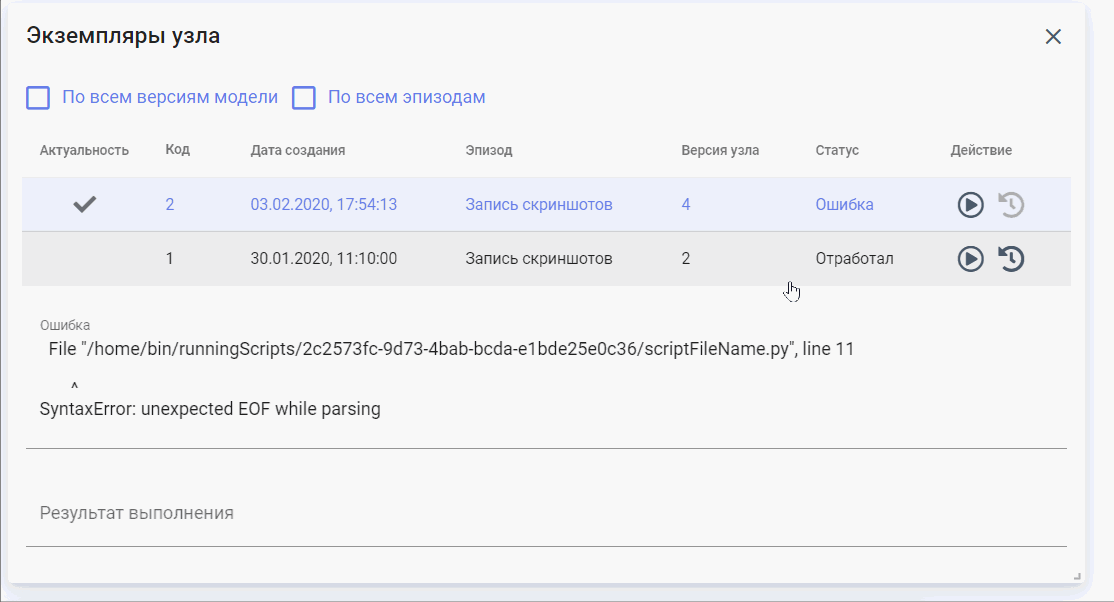 Экземпляры узла
По всем версиям модели По всем эпизодам
Актуальность Код Дата создания Эпизод Версия узла Статус Действие
2 03.02.2020, 17:54:13 Запись скриншотов 4 Ошибка
1 30.01.2020, 11:10:00 Запись скриншотов 2 Отработал
Ошибка
File "/home/bin/runningScripts/2c2573fc-9d73-4bab-bcda-e1bde25e0c36/scriptFileName.py", line 11
^
SyntaxError: unexpected EOF while parsing
Результат выполнения